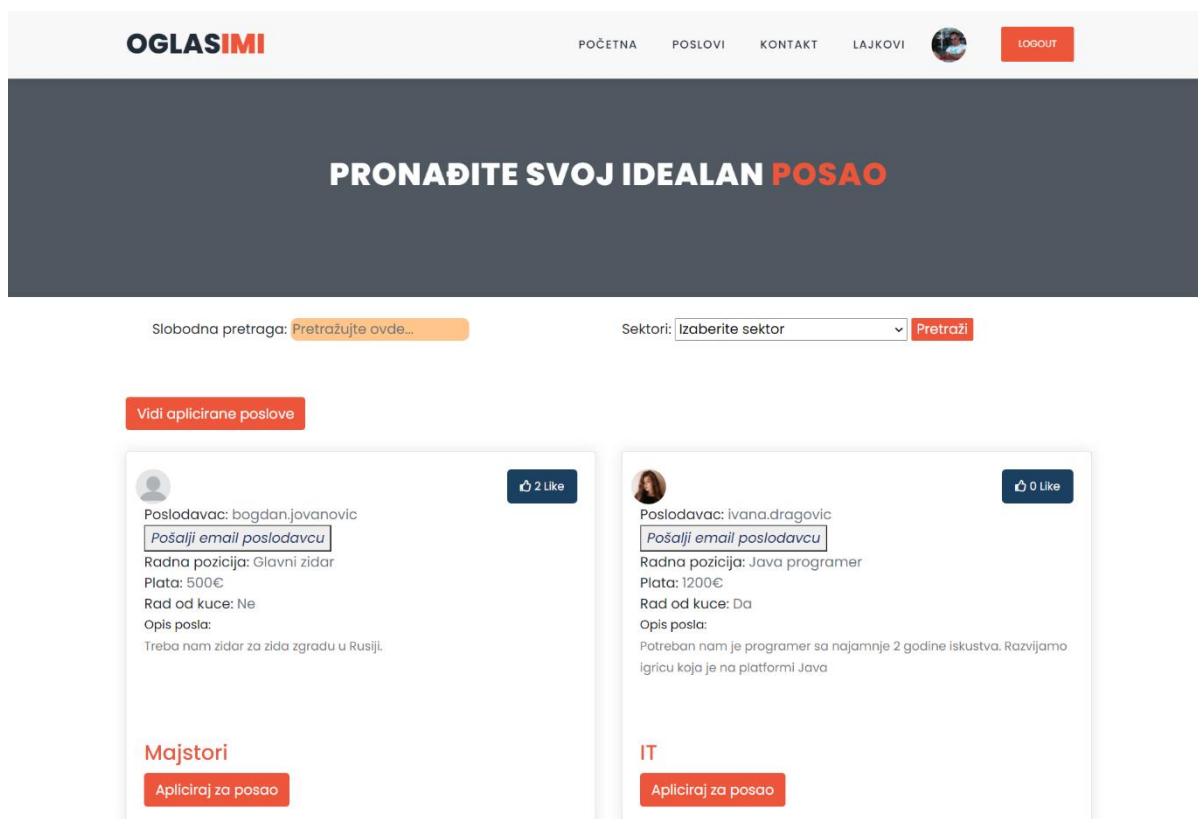 OGLASIMI
POČETNA POSLOVI KONTAKT LAJKOVI LOGOUT
PRONAĐITE SVOJ IDEALAN POSAO
Slobodna pretraga: Pretražujte ovde... Sektori: Izaberite sektor Pretraži
Vidi aplicirane poslove
2 Like
Poslodavac: bogdan.jovanovic
Pošalji email poslodavcu
Radna pozicija: Glavni zidar
Plata: 500€
Rad od kuce: Ne
Opis posla:
Treba nam zidar za zida zgradu u Rusiji.
Majstori
Apliciraj za posao
0 Like
Poslodavac: ivana.dragovic
Pošalji email poslodavcu
Radna pozicija: Java programer
Plata: 1200€
Rad od kuce: Da
Opis posla:
Potreban nam je programer sa najamnje 2 godine iskustva. Razvijamo
igricu koja je na platformi Java
IT
Apliciraj za posao